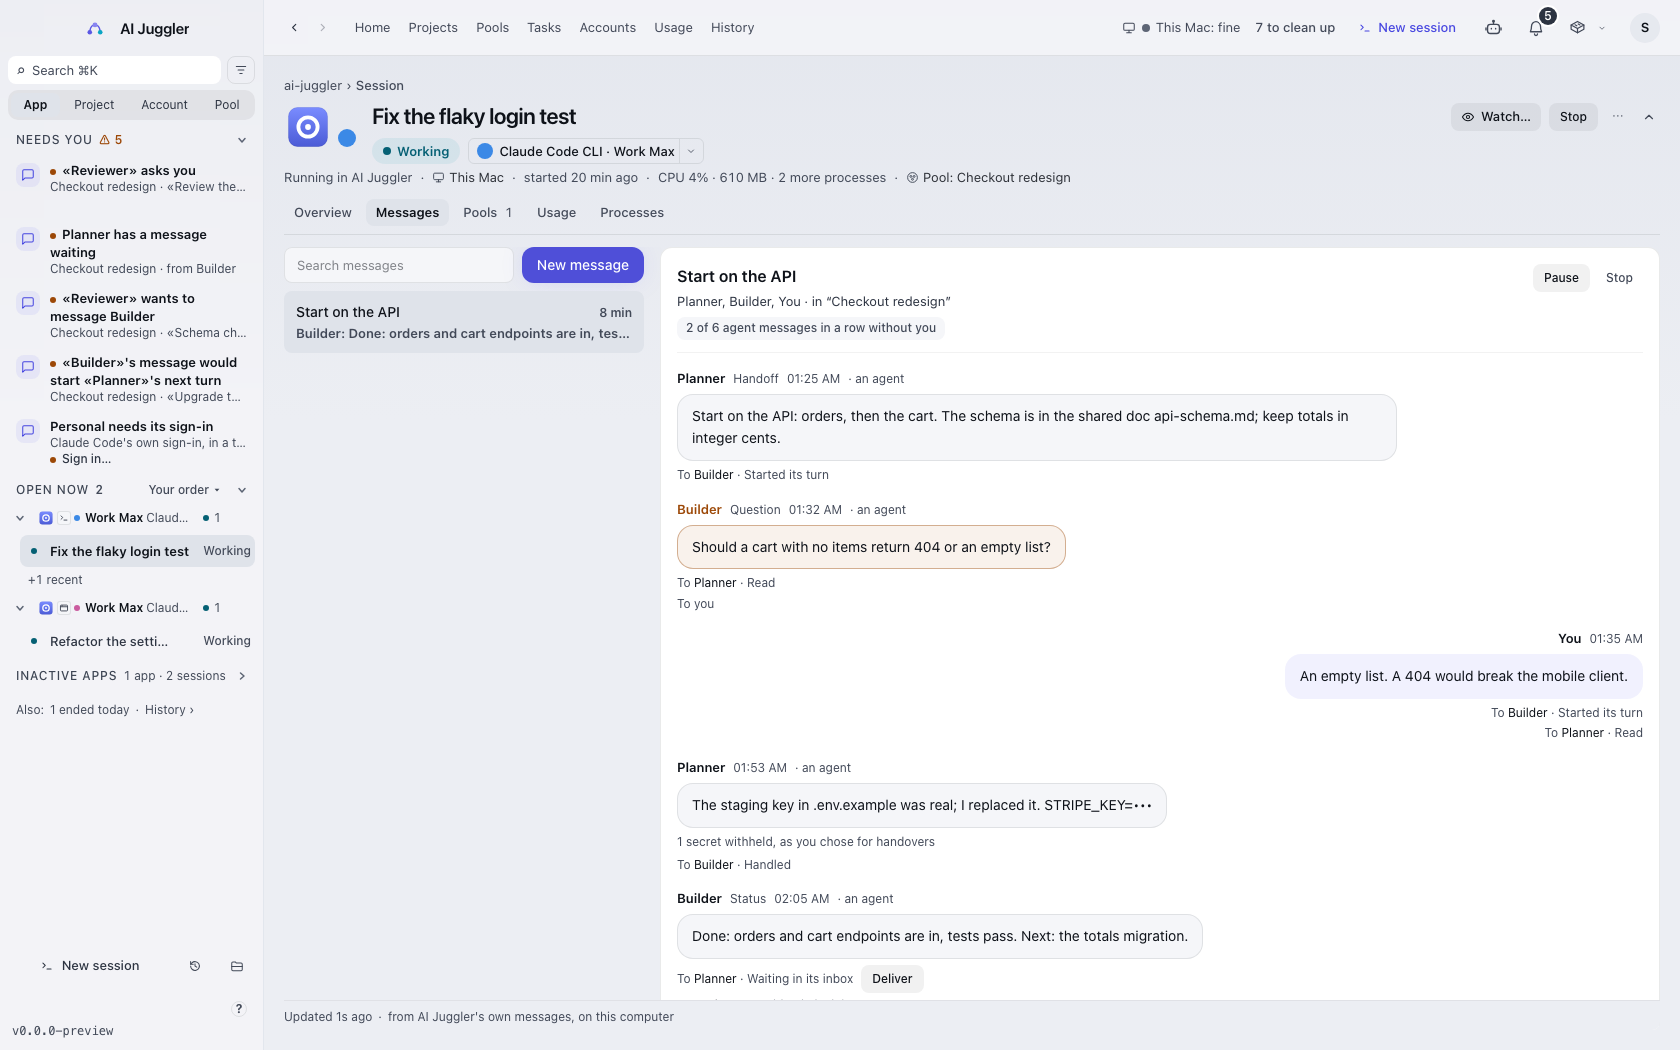 AI Juggler
Search ⌘K
App Project Account Pool
NEEDS YOU 5
«Reviewer» asks you
Checkout redesign · «Review the…
Planner has a message
waiting
Checkout redesign · from Builder
«Reviewer» wants to
message Builder
Checkout redesign · «Schema ch…
«Builder»'s message would
start «Planner»'s next turn
Checkout redesign · «Upgrade t…
Personal needs its sign-in
Claude Code's own sign-in, in a t…
Sign in…
OPEN NOW 2 Your order
Work Max Claud… 1
Fix the flaky login test Working
+1 recent
Work Max Claud… 1
Refactor the setti… Working
INACTIVE APPS 1 app · 2 sessions
Also: 1 ended today · History ›
New session
?
v0.0.0-preview
Home Projects Pools Tasks Accounts Usage History
This Mac: fine 7 to clean up New session 5 S
ai-juggler › Session
Fix the flaky login test
Watch… Stop ···
Working Claude Code CLI · Work Max
Running in AI Juggler · This Mac · started 20 min ago · CPU 4% · 610 MB · 2 more processes · Pool: Checkout redesign
Overview Messages Pools 1 Usage Processes
Search messages New message
Start on the API 8 min
Builder: Done: orders and cart endpoints are in, tes…
Start on the API
Pause Stop
Planner, Builder, You · in “Checkout redesign”
2 of 6 agent messages in a row without you
Planner Handoff 01:25 AM · an agent
Start on the API: orders, then the cart. The schema is in the shared doc api-schema.md; keep totals in
integer cents.
To Builder · Started its turn
Builder Question 01:32 AM · an agent
Should a cart with no items return 404 or an empty list?
To Planner · Read
To you
You 01:35 AM
An empty list. A 404 would break the mobile client.
To Builder · Started its turn
To Planner · Read
Planner 01:53 AM · an agent
The staging key in .env.example was real; I replaced it. STRIPE_KEY=•••
1 secret withheld, as you chose for handovers
To Builder · Handled
Builder Status 02:05 AM · an agent
Done: orders and cart endpoints are in, tests pass. Next: the totals migration.
To Planner · Waiting in its inbox Deliver
Updated 1s ago · from AI Juggler's own messages, on this computer